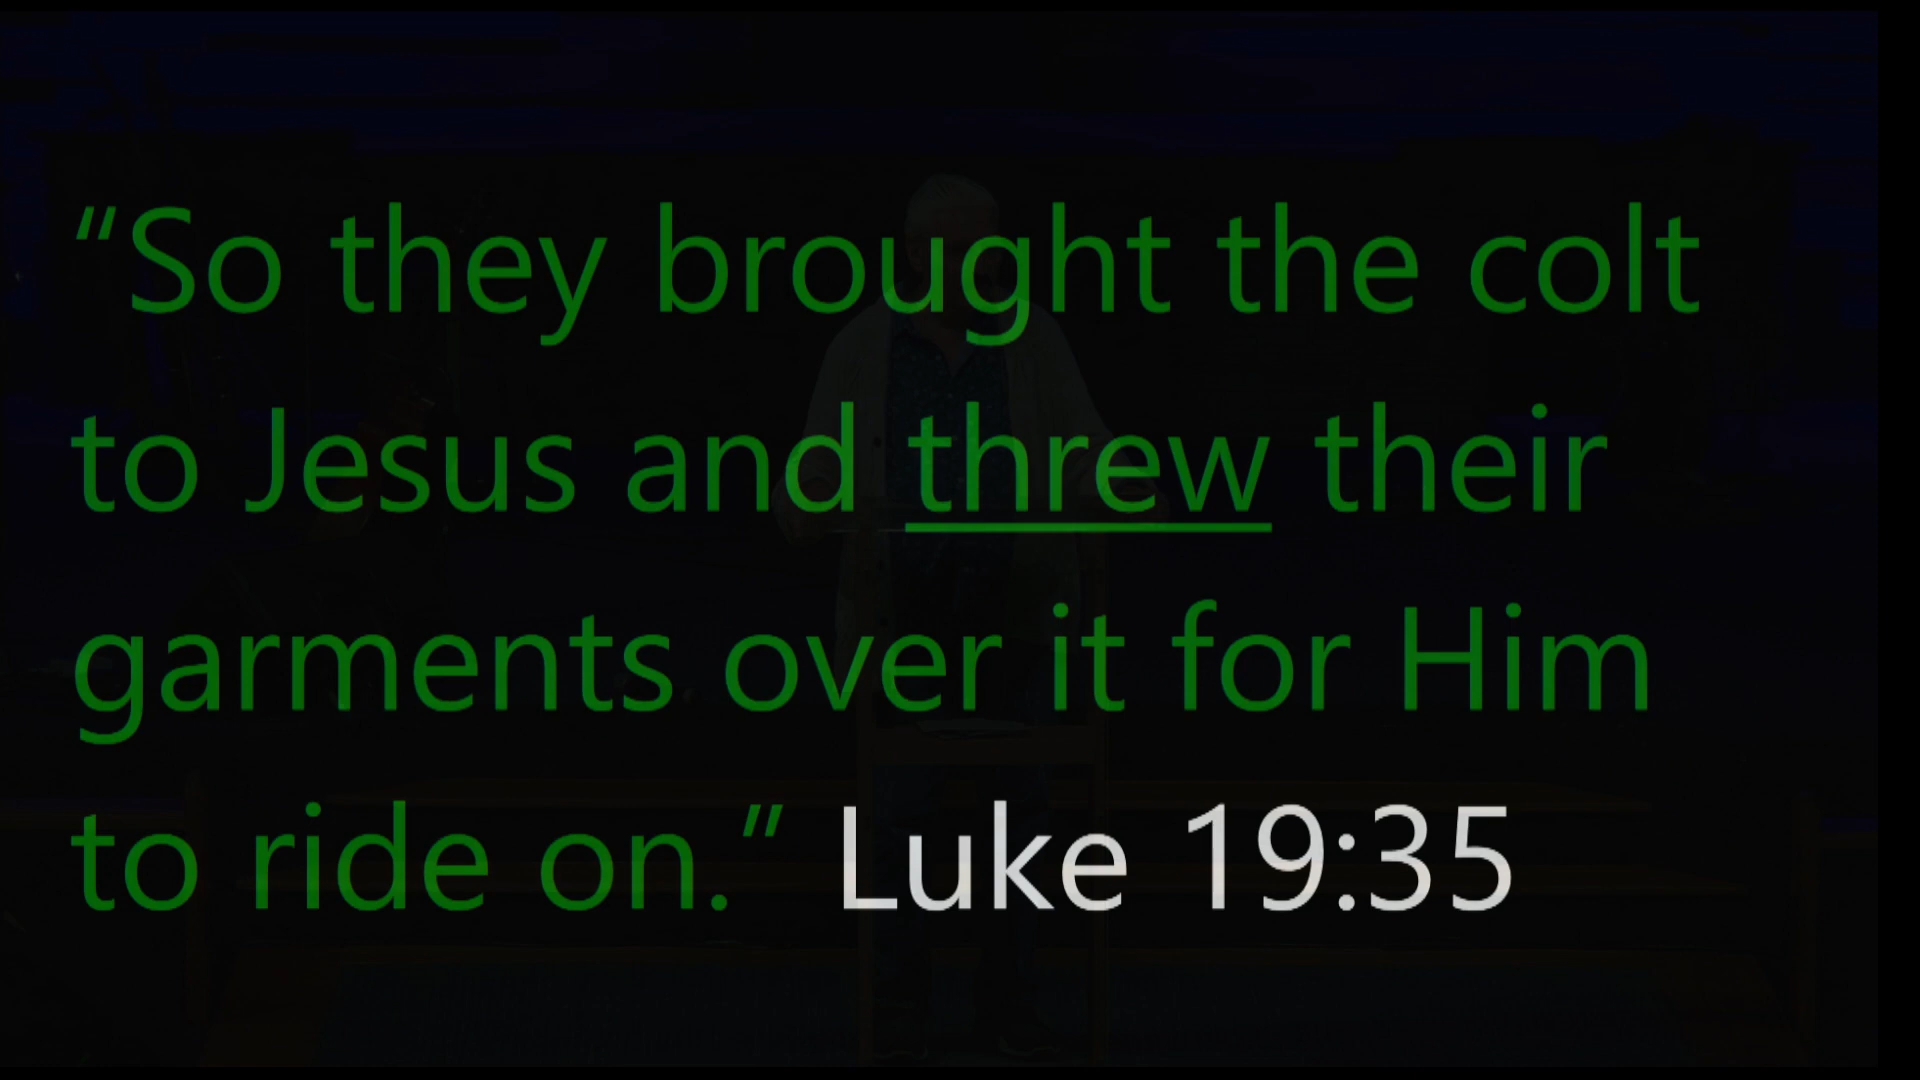 “So they brought the colt
to Jesus and threw their
garments over it for Him
to ride on.” Luke 19:35